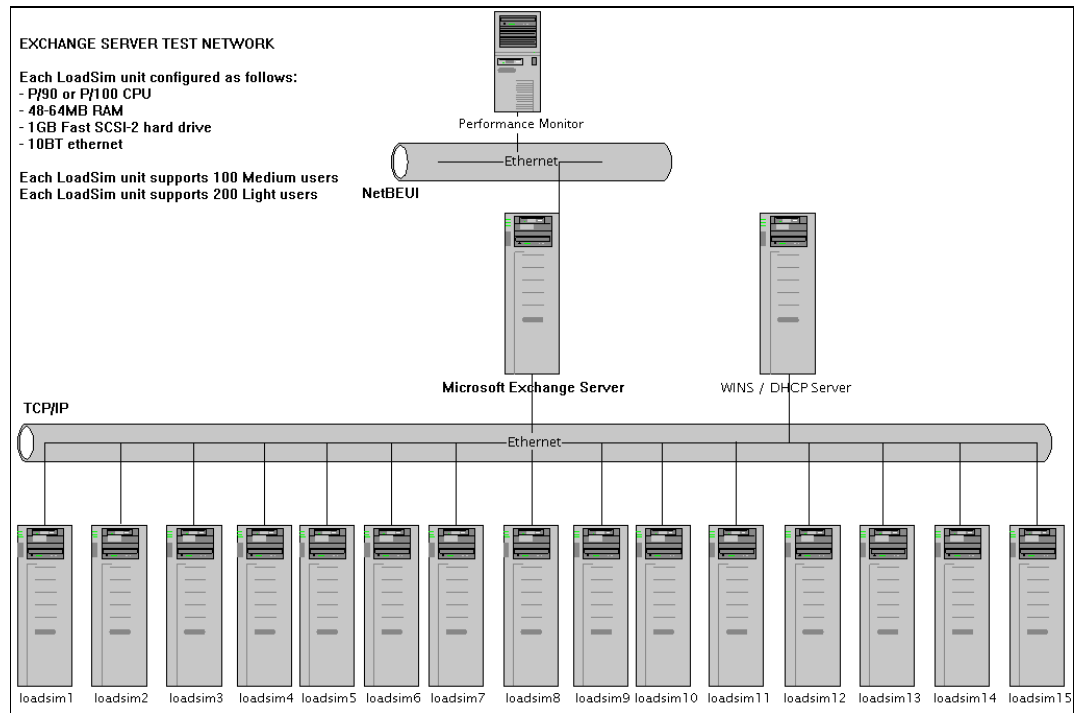 EXCHANGE SERVER TEST NETWORK
Each LoadSim unit configured as follows:
- P/90 or P/100 CPU
- 48-64MB RAM
- 1GB Fast SCSI-2 hard drive
- 10BT ethernet
Each LoadSim unit supports 100 Medium users
Each LoadSim unit supports 200 Light users
Performance Monitor
Ethernet
NetBEUI
Microsoft Exchange Server
WINS / DHCP Server
TCP/IP
Ethernet
loadsim1 loadsim2 loadsim3 loadsim4 loadsim5 loadsim6 loadsim7 loadsim8 loadsim9 loadsim10 loadsim11 loadsim12 loadsim13 loadsim14 loadsim15